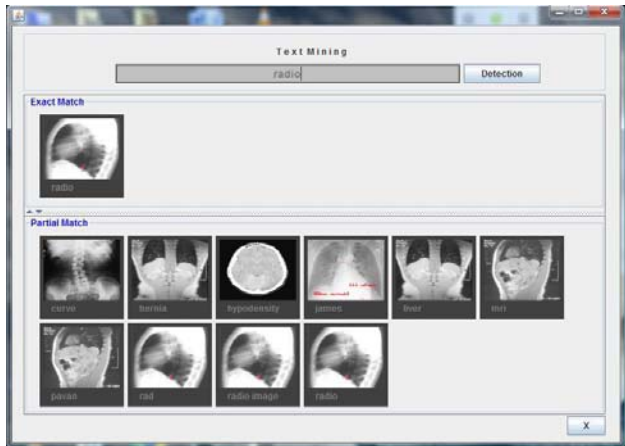 Text Mining
radio
Detection
Exact Match
radio
Partial Match
curve
hernia
hypodensity
james
liver
mri
pavan
rad
radio image
radio
X